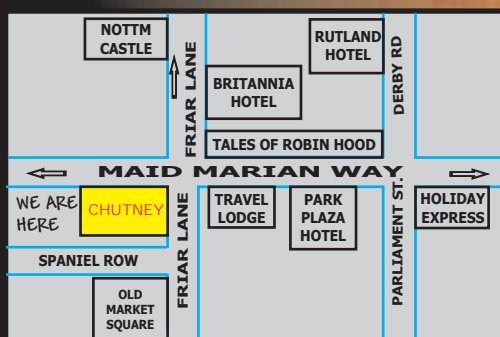 NOTTM
CASTLE
FRIAR LANE
RUTLAND
HOTEL
DERBY RD
BRITANNIA
HOTEL
TALES OF ROBIN HOOD
MAID MARIAN WAY
WE ARE
HERE
CHUTNEY
FRIAR LANE
TRAVEL
LODGE
PARK
PLAZA
HOTEL
PARLIAMENT ST.
HOLIDAY
EXPRESS
SPANIEL ROW
OLD
MARKET
SQUARE